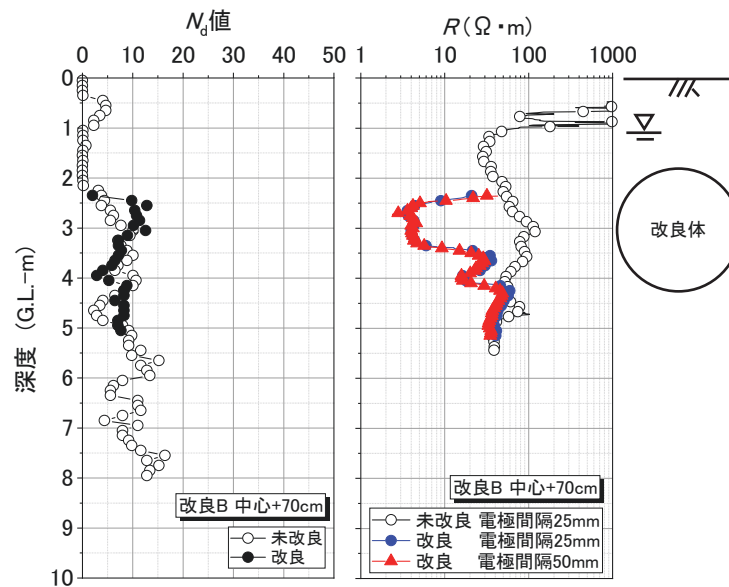 Nd値
R(Ω・m)
0 10 20 30 40 50
1 10 100 1000
0
1
2
3
4
5
6
7
8
9
10
深度 (G.L.-m)
改良体
改良B 中心+70cm
未改良
改良
改良B 中心+70cm
未改良 電極間隔25mm
改良 電極間隔25mm
改良 電極間隔50mm